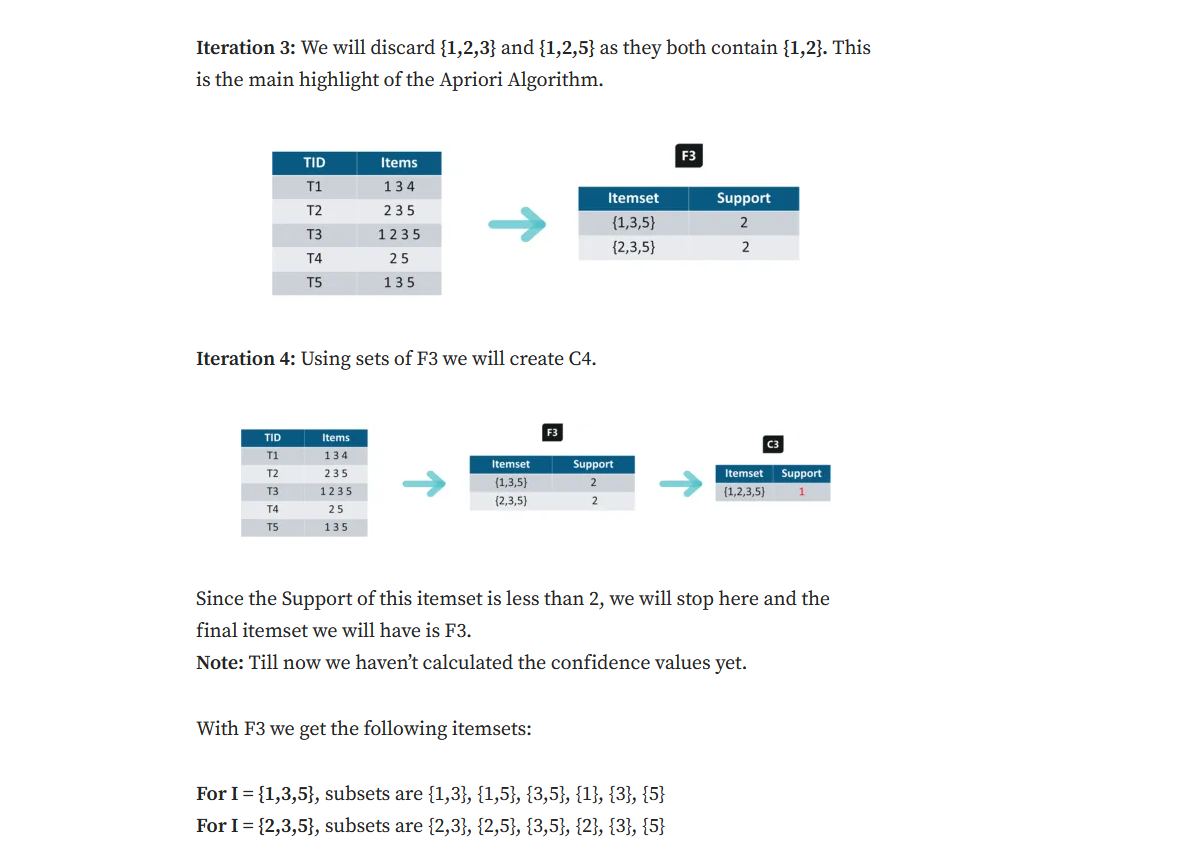 Iteration 3: We will discard {1,2,3} and {1,2,5} as they both contain {1,2}. This
is the main highlight of the Apriori Algorithm.
F3
TID Items
T1 1 3 4
T2 2 3 5
T3 1 2 3 5
T4 2 5
T5 1 3 5
Itemset Support
{1,3,5} 2
{2,3,5} 2
Iteration 4: Using sets of F3 we will create C4.
TID Items
T1 1 3 4
T2 2 3 5
T3 1 2 3 5
T4 2 5
T5 1 3 5
F3
Itemset Support
{1,3,5} 2
{2,3,5} 2
C3
Itemset Support
{1,2,3,5} 1
Since the Support of this itemset is less than 2, we will stop here and the
final itemset we will have is F3.
Note: Till now we haven’t calculated the confidence values yet.
With F3 we get the following itemsets:
For I = {1,3,5}, subsets are {1,3}, {1,5}, {3,5}, {1}, {3}, {5}
For I = {2,3,5}, subsets are {2,3}, {2,5}, {3,5}, {2}, {3}, {5}